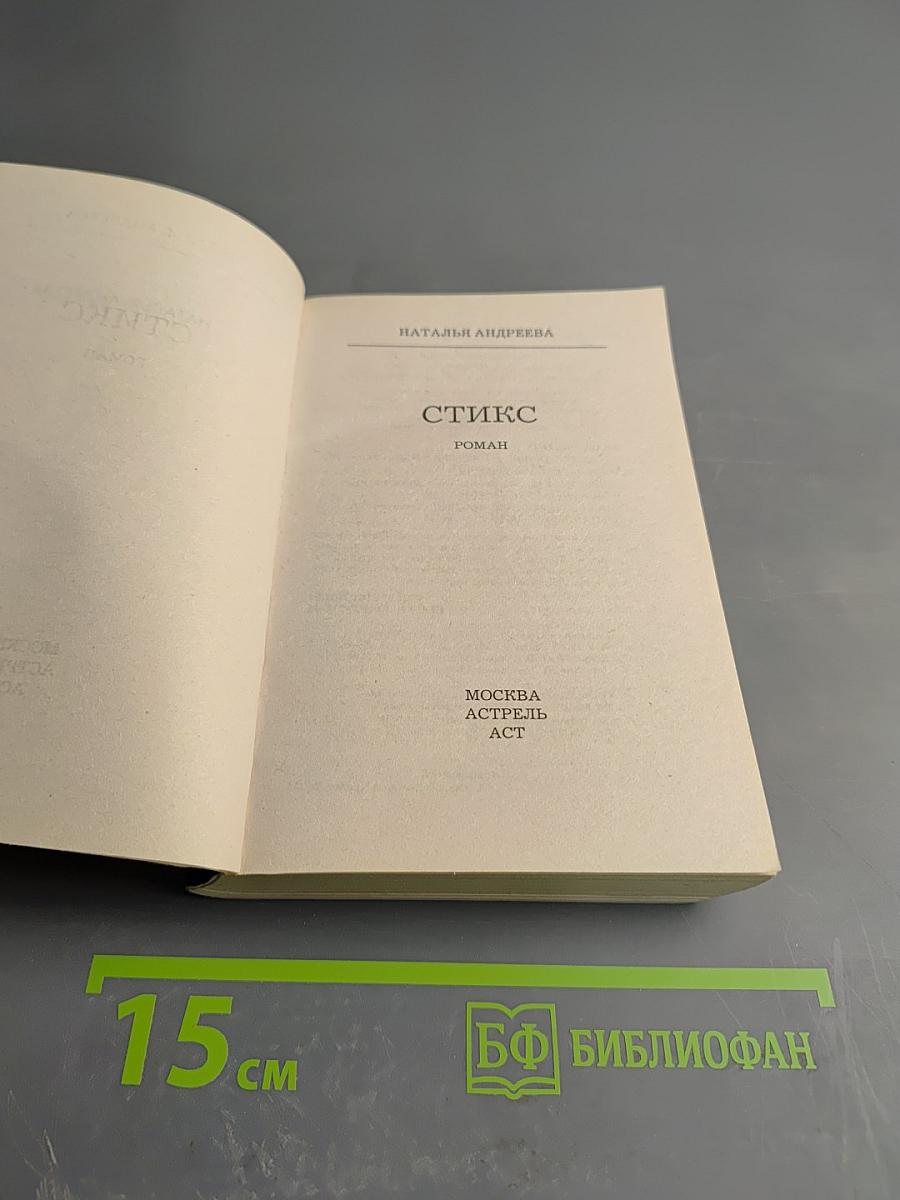 НАТАЛЬЯ АНДРЕЕВА
СТИКС
РОМАН
МОСКВА
АСТРЕЛЬ
АСТ
15 см
БФ БИБЛИОФАН